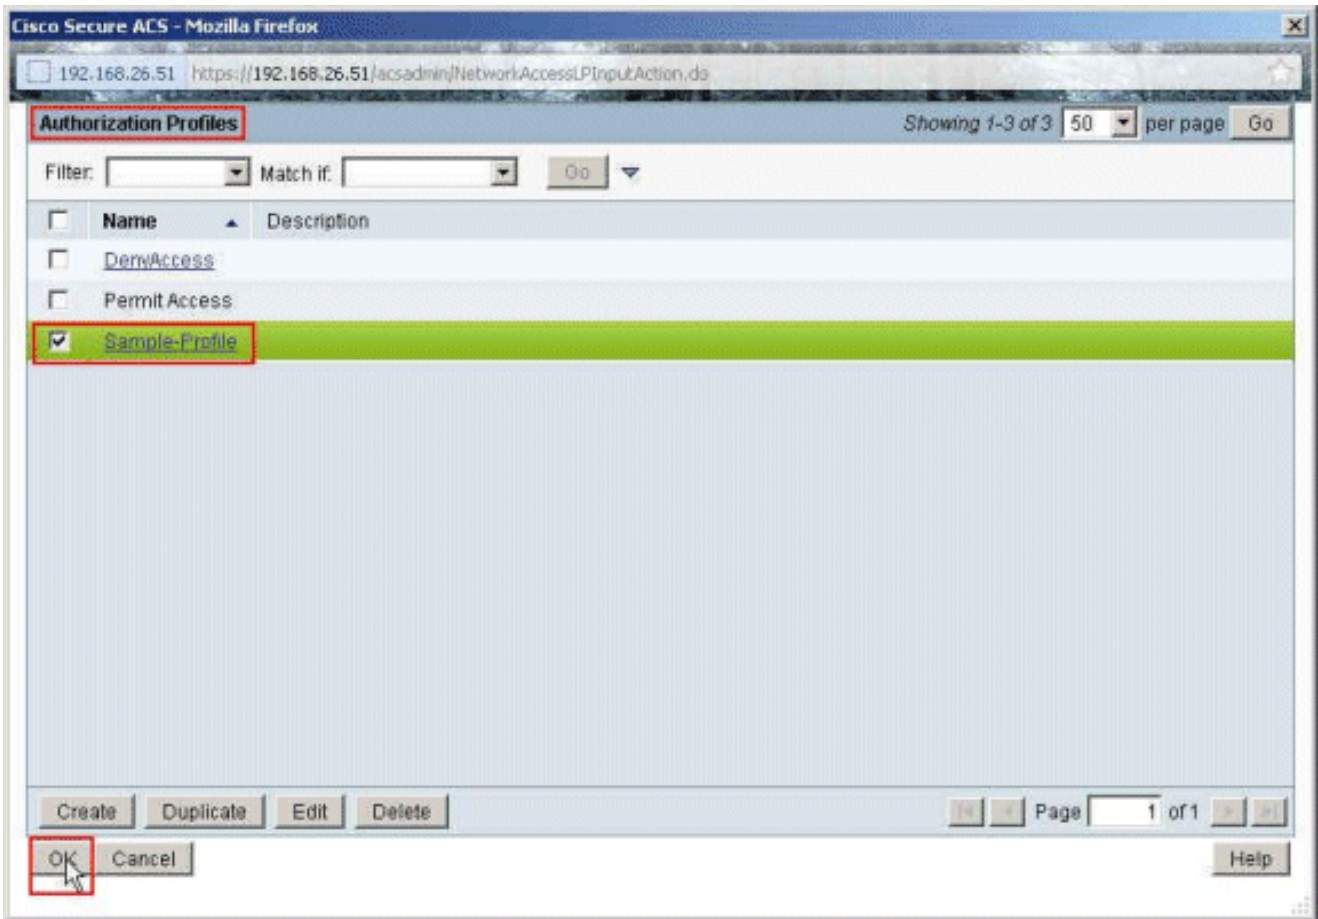 Cisco Secure ACS - Mozilla Firefox
192.168.26.51 https://192.168.26.51/acsadmin/NetworkAccessLPInputAction.do
Authorization Profiles Showing 1-3 of 3 50 per page Go
Filter: Match if: Go
Name Description
DenyAccess
Permit Access
Sample-Profile
Create Duplicate Edit Delete Page 1 of 1
OK Cancel Help